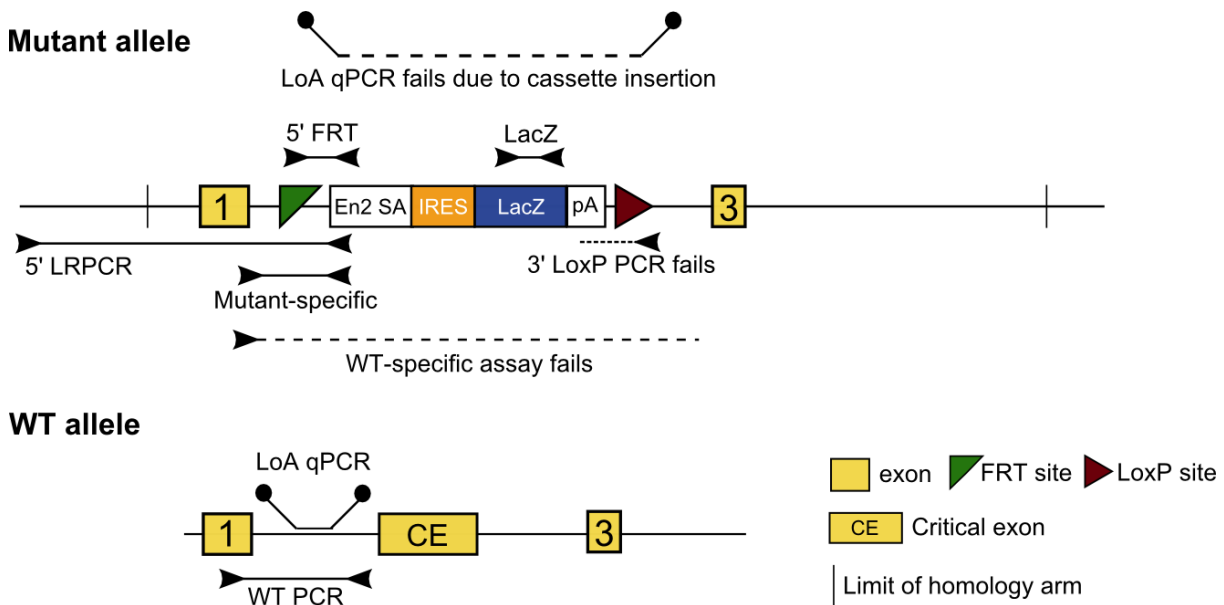 Mutant allele
LoA qPCR fails due to cassette insertion
5' FRT
LacZ
1
En2 SA
IRES
LacZ
pA
3
5' LRPCR
3' LoxP PCR fails
Mutant-specific
WT-specific assay fails
WT allele
LoA qPCR
1
CE
3
WT PCR
exon
FRT site
LoxP site
CE
Critical exon
Limit of homology arm